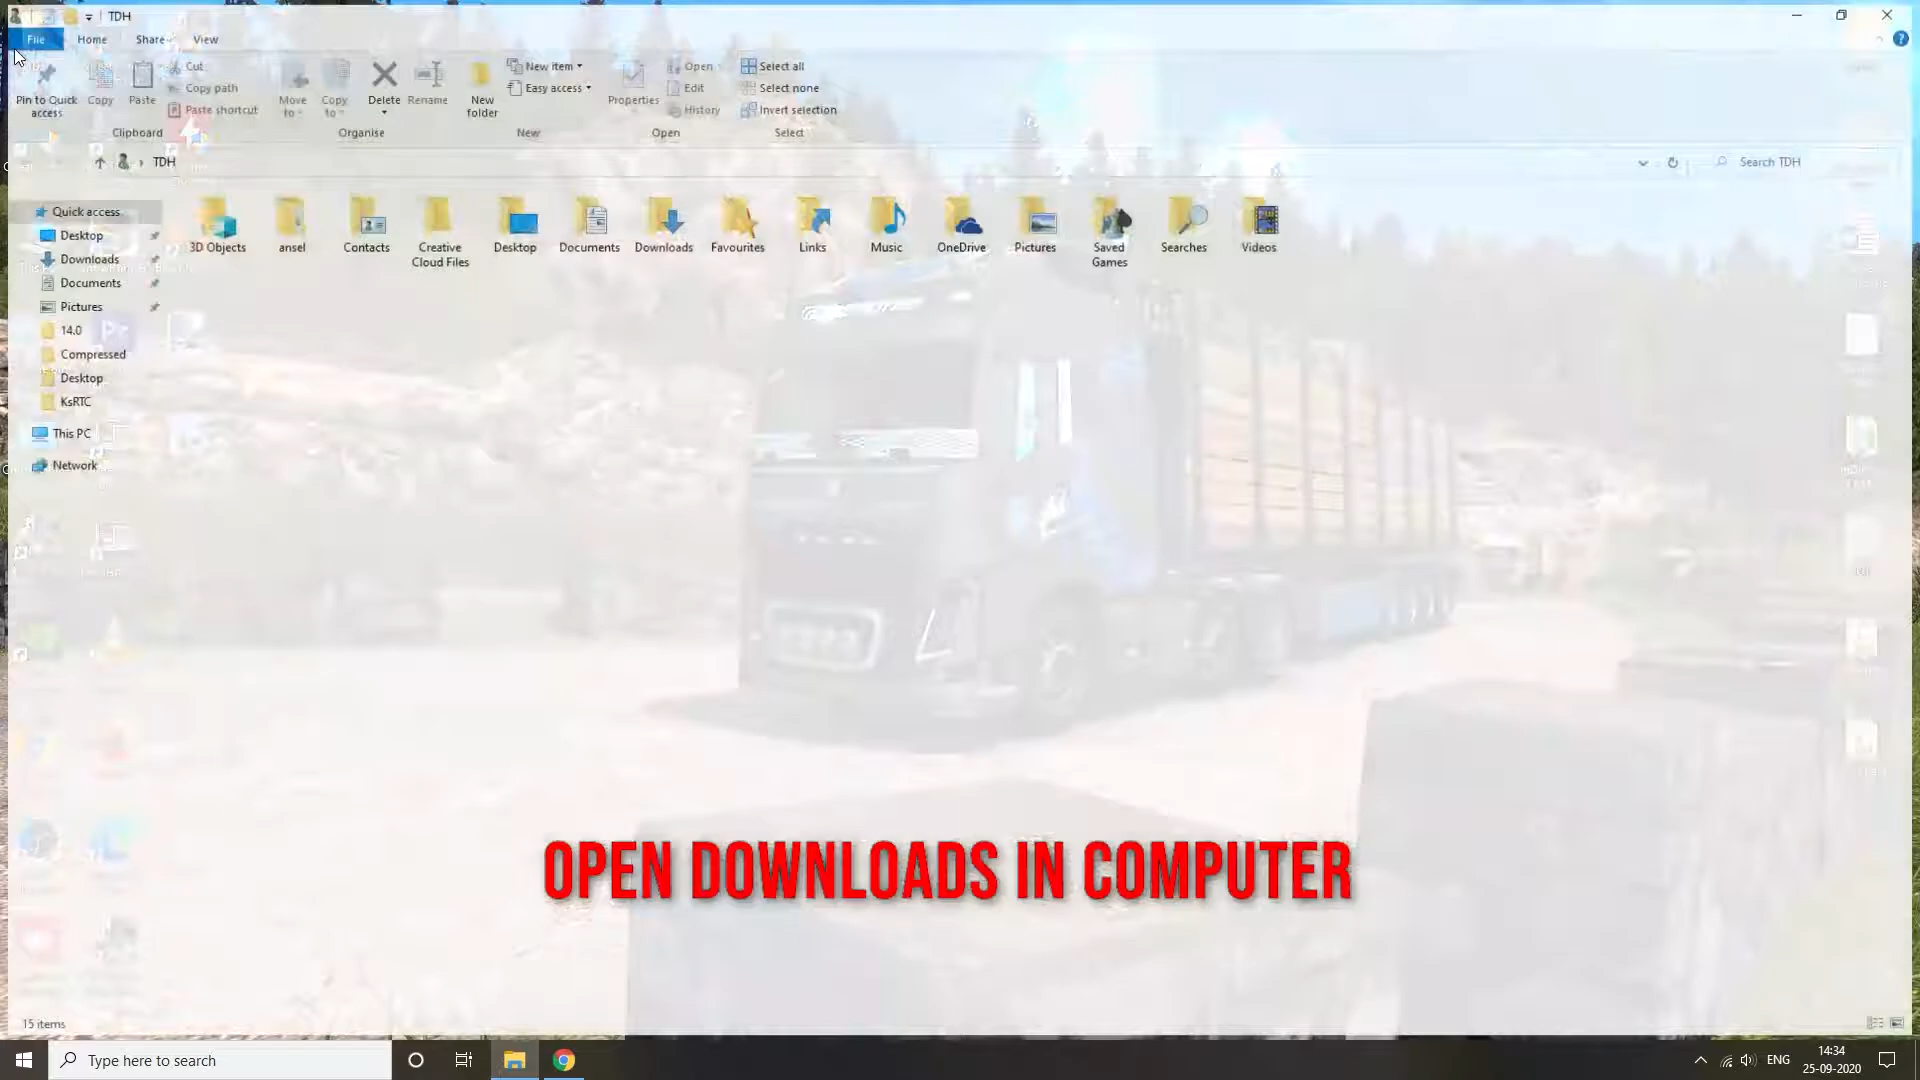 TDH
File Home Share View
Pin to Quick access
Copy
Paste
Cut
Copy path
Paste shortcut
Clipboard
Move to
Copy to
Delete
Rename
Organise
New folder
New item
Easy access
New
Properties
Open
Edit
History
Open
Select all
Select none
Invert selection
Select
TDH
Search TDH
Quick access
Desktop
Downloads
Documents
Pictures
14.0
Compressed
Desktop
KsRTC
This PC
Network
3D Objects
ansel
Contacts
Creative Cloud Files
Desktop
Documents
Downloads
Favourites
Links
Music
OneDrive
Pictures
Saved Games
Searches
Videos
OPEN DOWNLOADS IN COMPUTER
15 items
Type here to search
ENG
14:34
25-09-2020